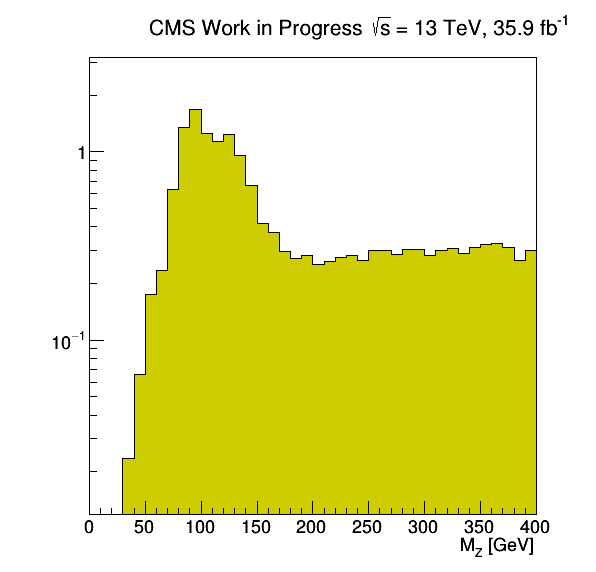 CMS Work in Progress √s = 13 TeV, 35.9 fb⁻¹
1
10⁻¹
0 50 100 150 200 250 300 350 400
M_Z [GeV]